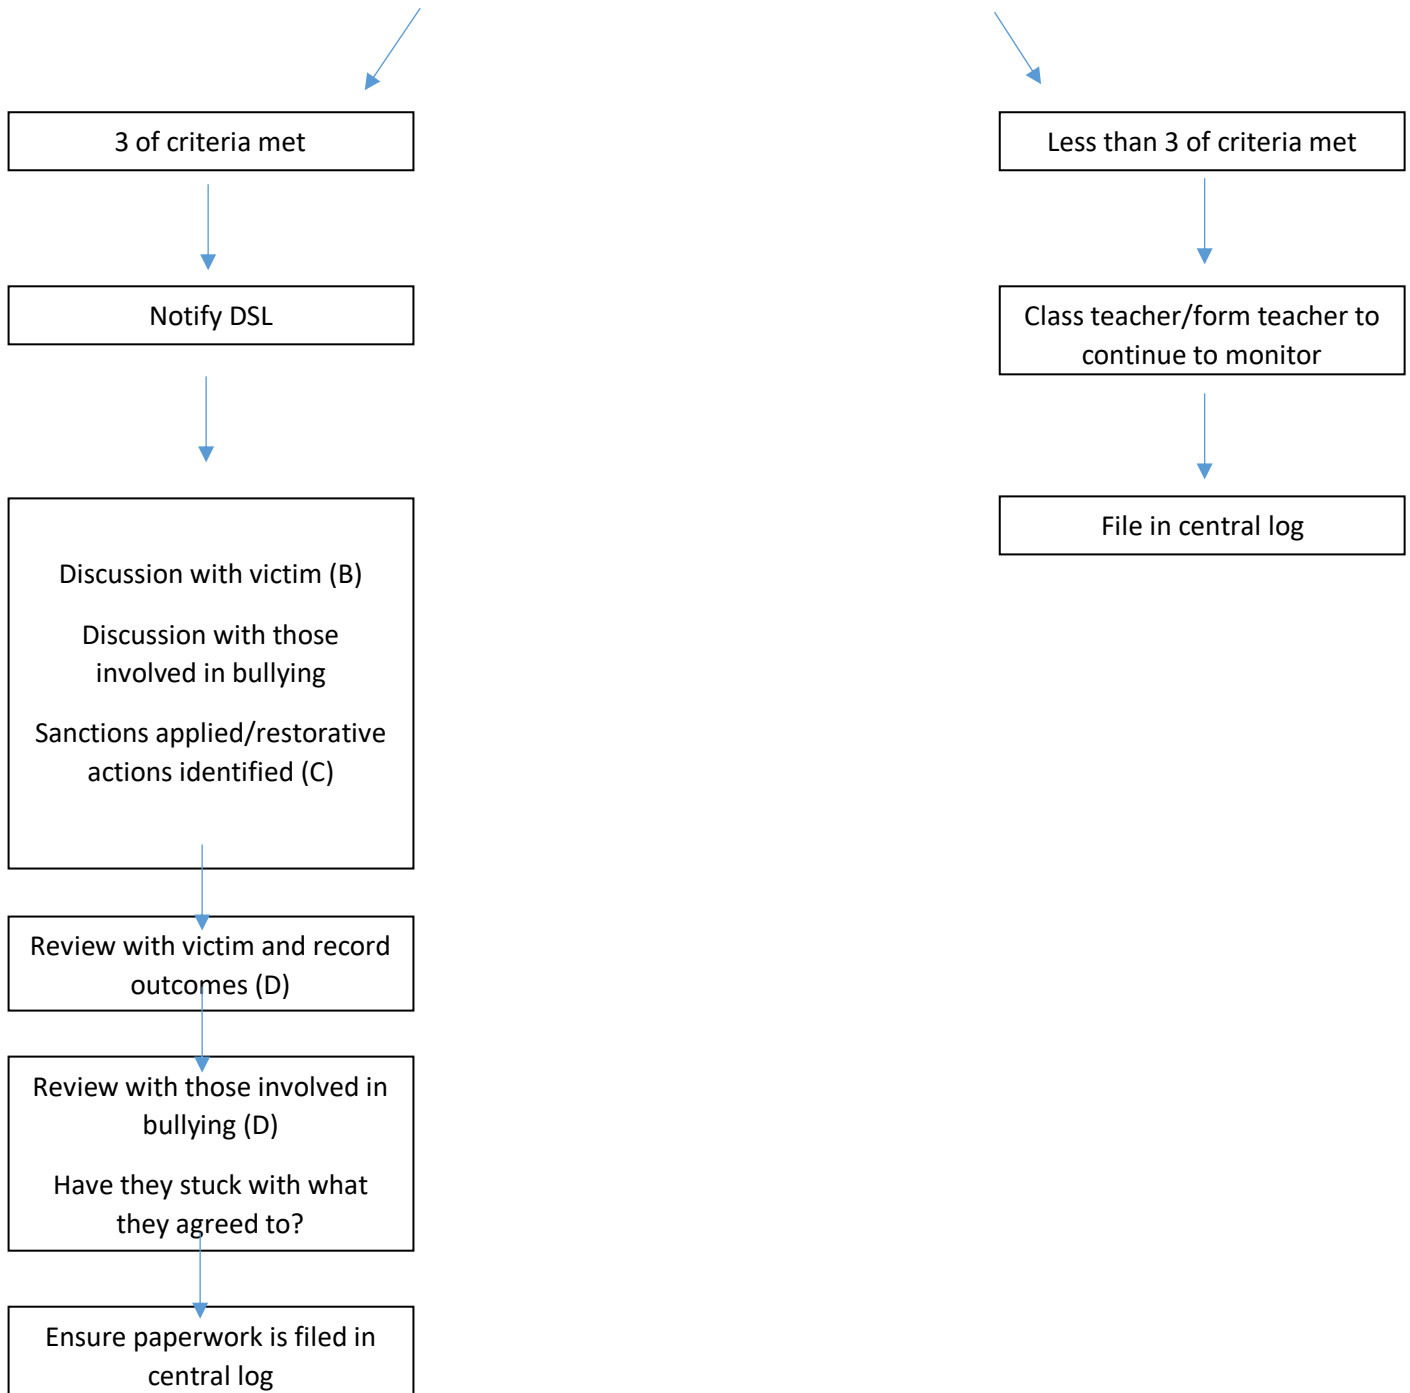 3 of criteria met
Less than 3 of criteria met
Notify DSL
Class teacher/form teacher to
continue to monitor
File in central log
Discussion with victim (B)
Discussion with those
involved in bullying
Sanctions applied/restorative
actions identified (C)
Review with victim and record
outcomes (D)
Review with those involved in
bullying (D)
Have they stuck with what
they agreed to?
Ensure paperwork is filed in
central log